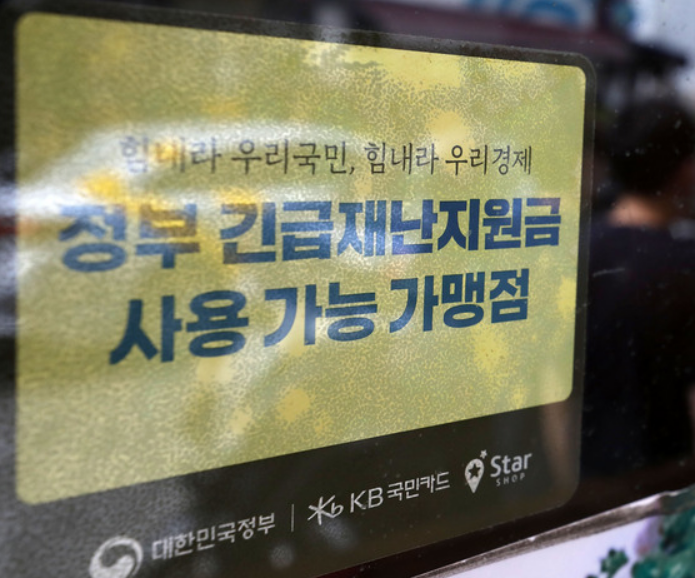 힘내라 우리국민, 힘내라 우리경제
정부 긴급재난지원금
사용 가능 가맹점
대한민국정부 | KB 국민카드 Star SHOP